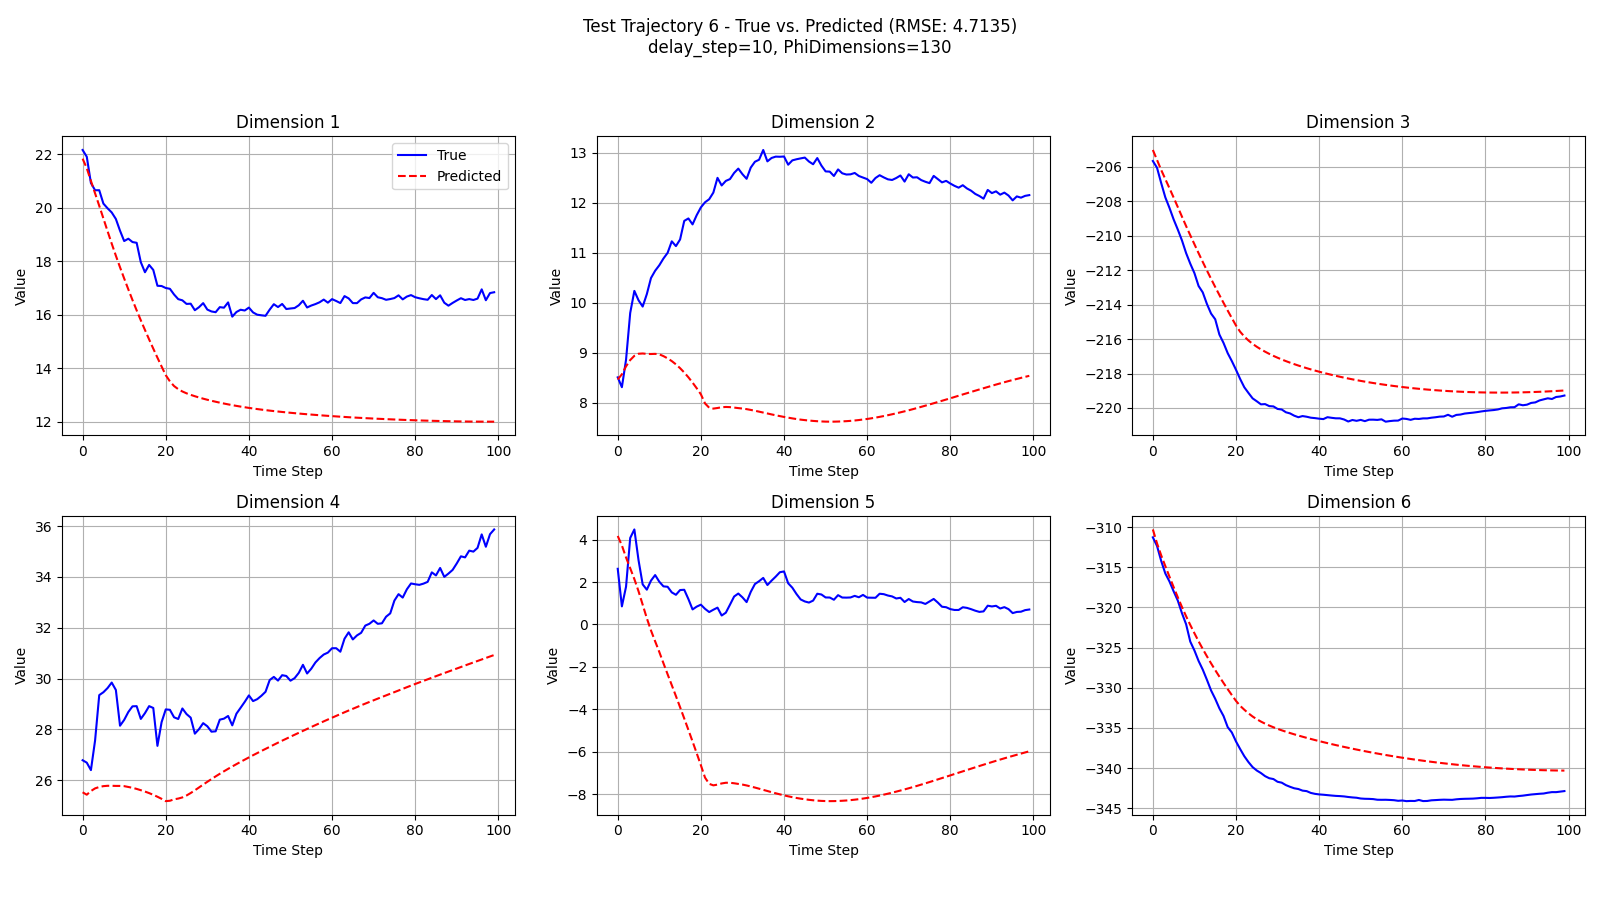 Test Trajectory 6 - True vs. Predicted (RMSE: 4.7135)
delay_step=10, PhiDimensions=130
Dimension 1
22
20
18
16
14
12
Value
0 20 40 60 80 100
Time Step
True
Predicted
Dimension 2
13
12
11
10
9
8
Value
0 20 40 60 80 100
Time Step
Dimension 3
−206
−208
−210
−212
−214
−216
−218
−220
Value
0 20 40 60 80 100
Time Step
Dimension 4
36
34
32
30
28
26
Value
0 20 40 60 80 100
Time Step
Dimension 5
4
2
0
−2
−4
−6
−8
Value
0 20 40 60 80 100
Time Step
Dimension 6
−310
−315
−320
−325
−330
−335
−340
−345
Value
0 20 40 60 80 100
Time Step